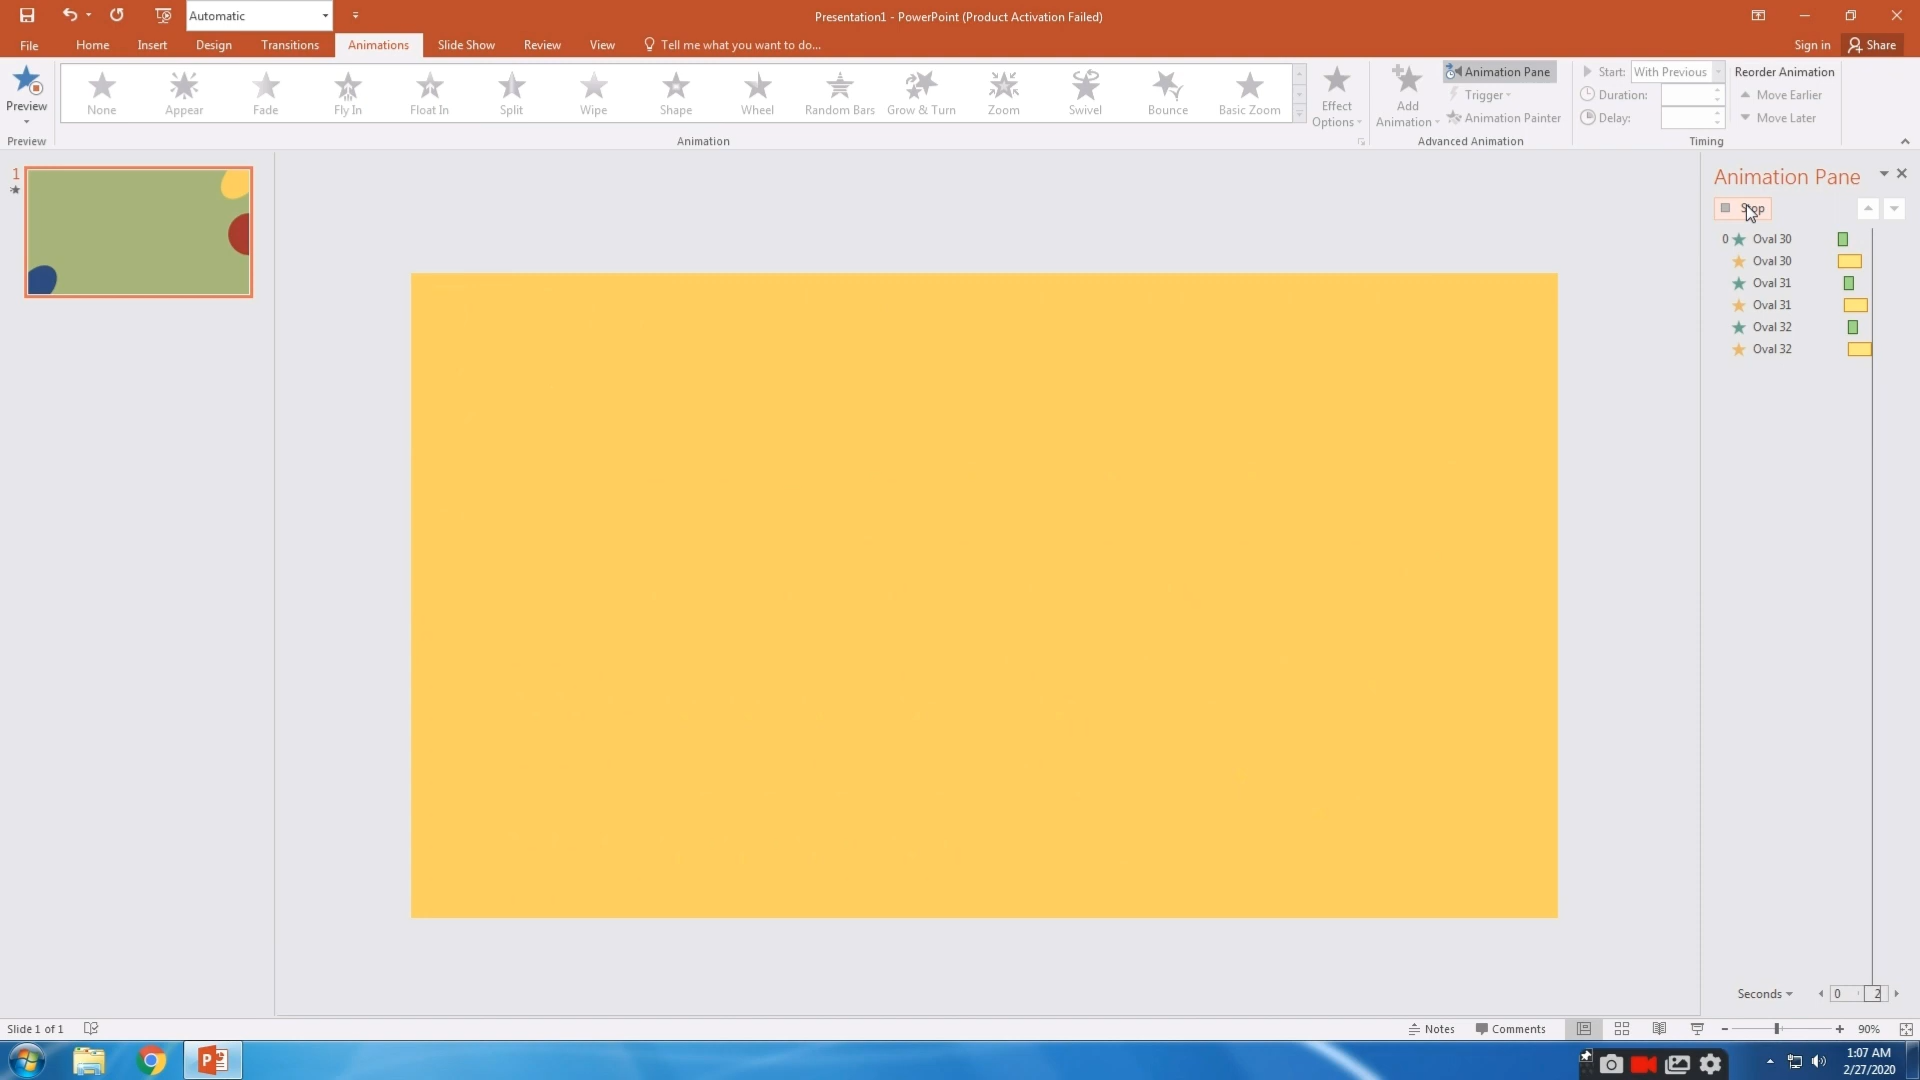 Automatic
Presentation1 - PowerPoint (Product Activation Failed)
File
Home
Insert
Design
Transitions
Animations
Slide Show
Review
View
Tell me what you want to do...
Sign in
Share
Preview
None
Appear
Fade
Fly In
Float In
Split
Wipe
Shape
Wheel
Random Bars
Grow & Turn
Zoom
Swivel
Bounce
Basic Zoom
Effect
Options
Add
Animation
Animation Pane
Trigger
Animation Painter
Start: With Previous
Duration:
Delay:
Reorder Animation
Move Earlier
Move Later
Preview
Animation
Advanced Animation
Timing
1
Animation Pane
Stop
0 Oval 30
Oval 30
Oval 31
Oval 31
Oval 32
Oval 32
Seconds
0
2
Slide 1 of 1
Notes
Comments
90%
1:07 AM
2/27/2020